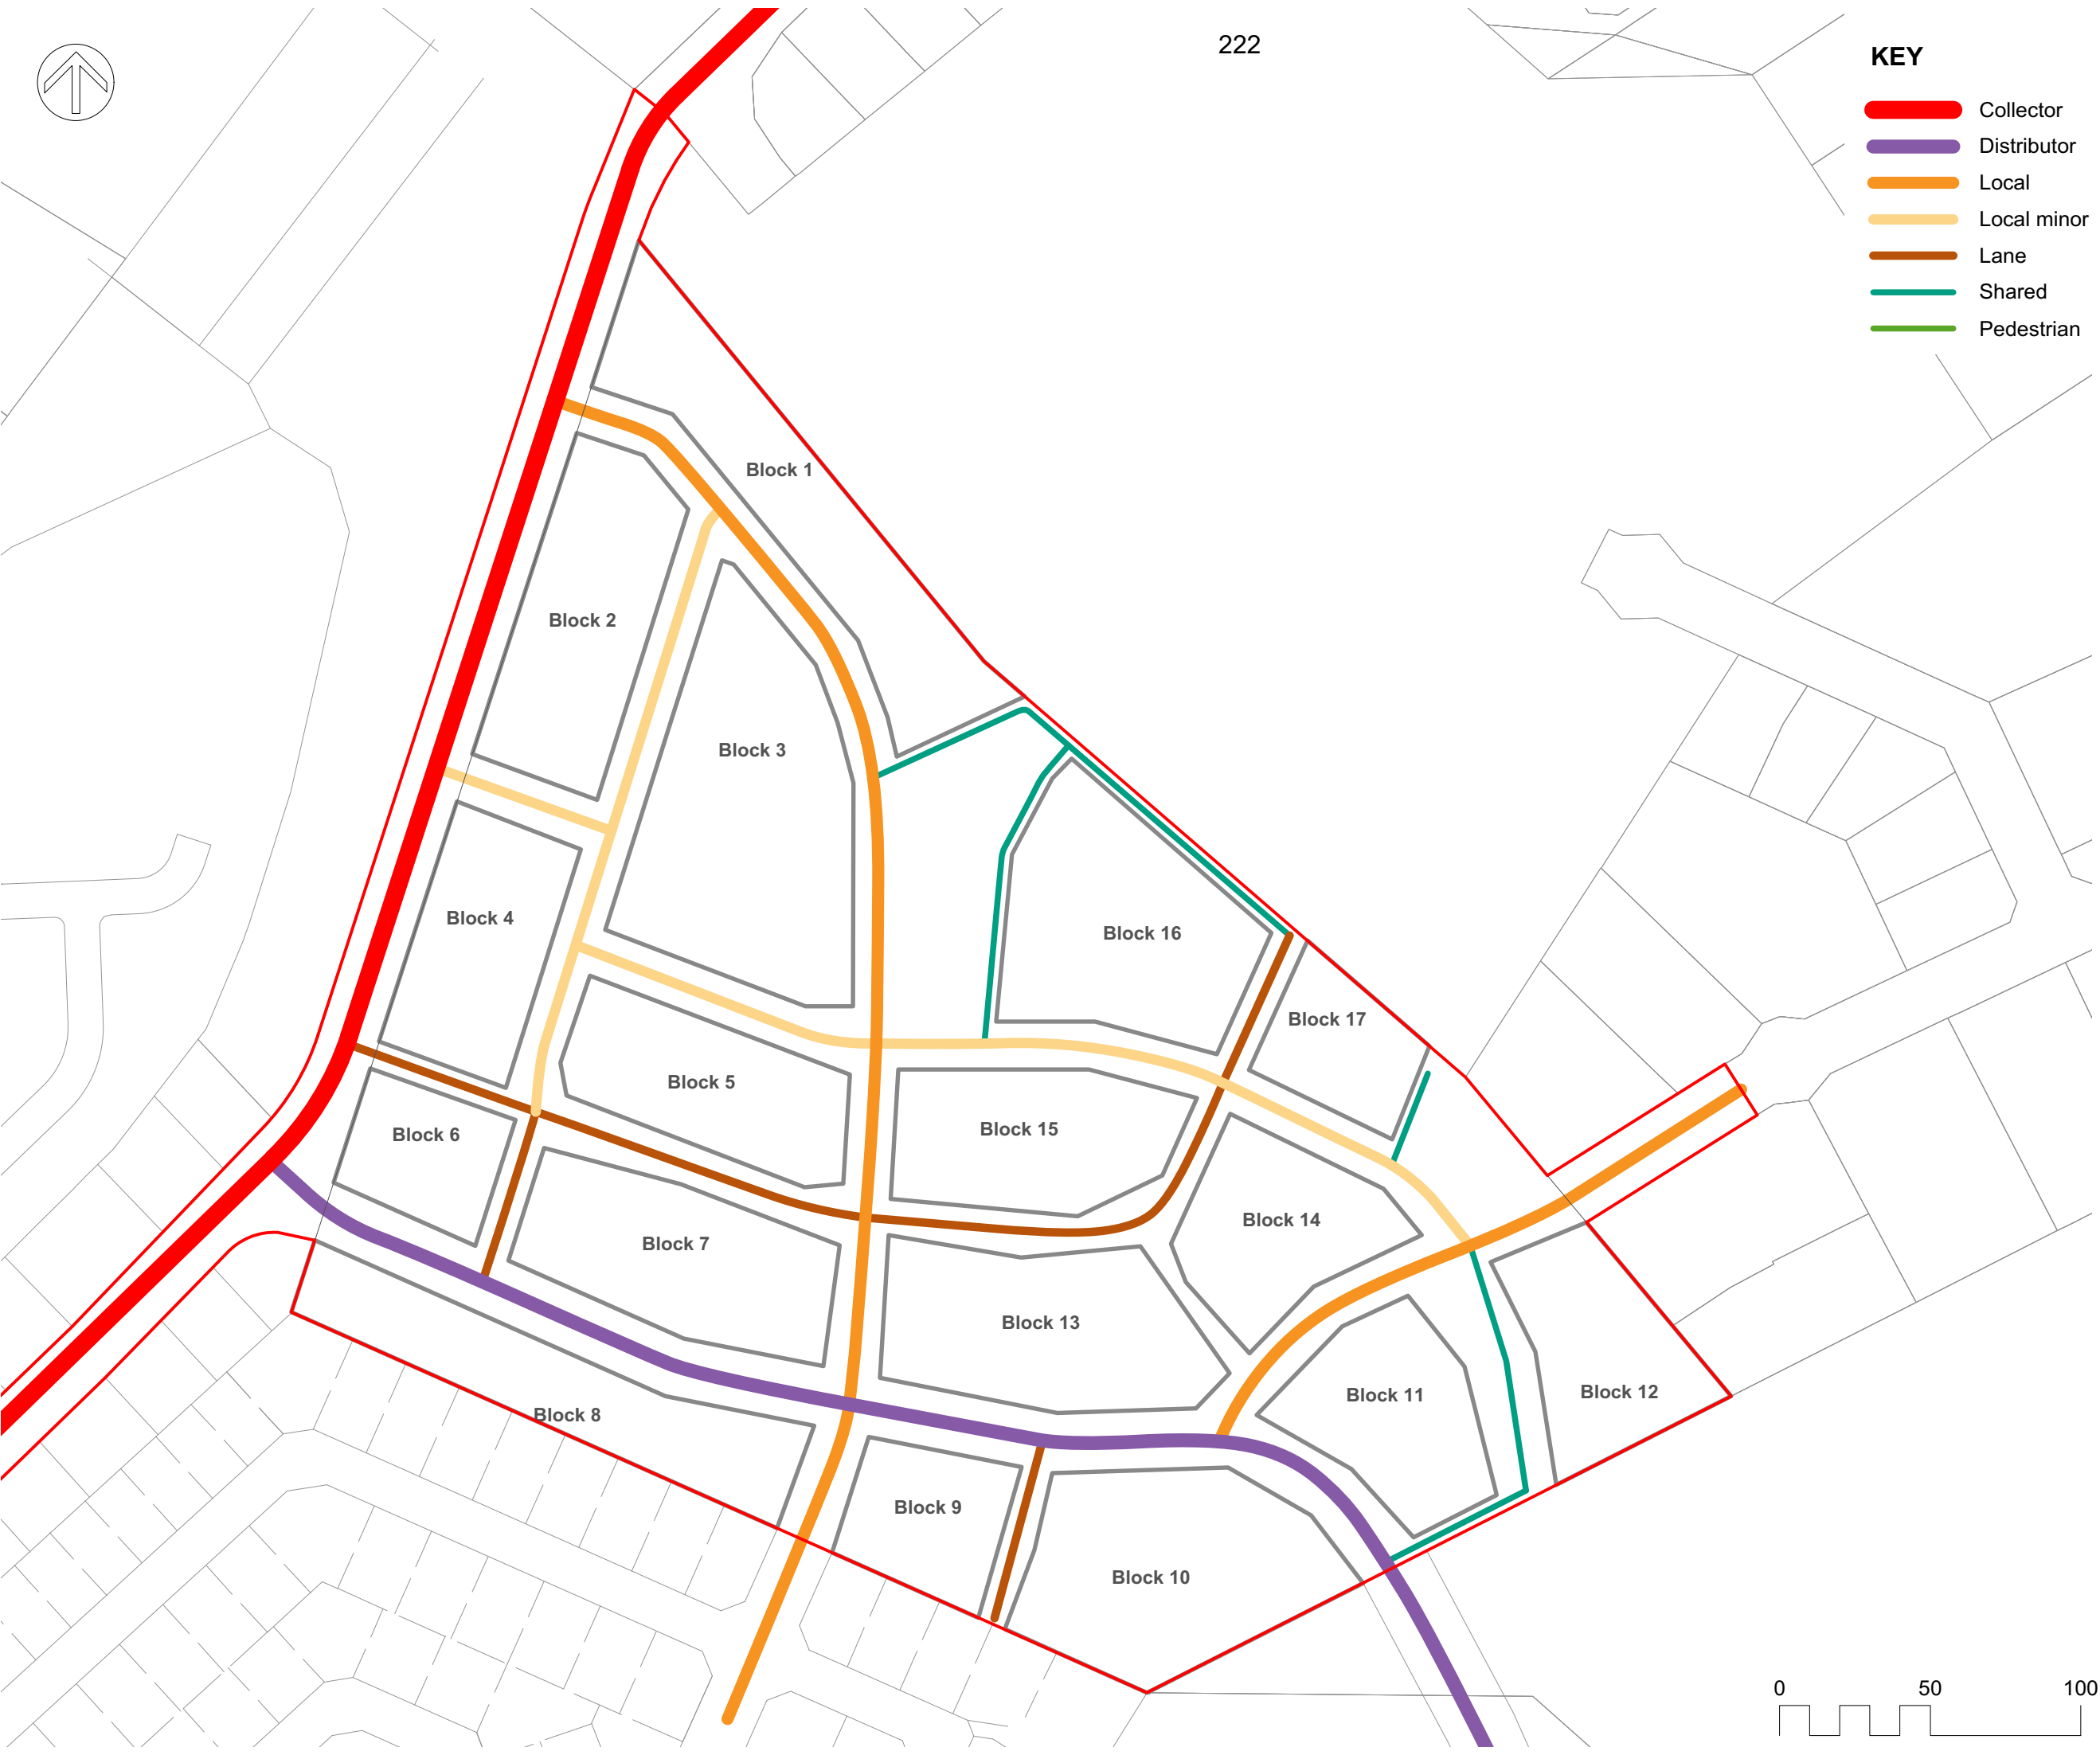 222
KEY
Collector
Distributor
Local
Local minor
Lane
Shared
Pedestrian
Block 1
Block 2
Block 3
Block 4
Block 16
Block 17
Block 5
Block 15
Block 6
Block 14
Block 7
Block 13
Block 11
Block 12
Block 8
Block 9
Block 10
0 50 100